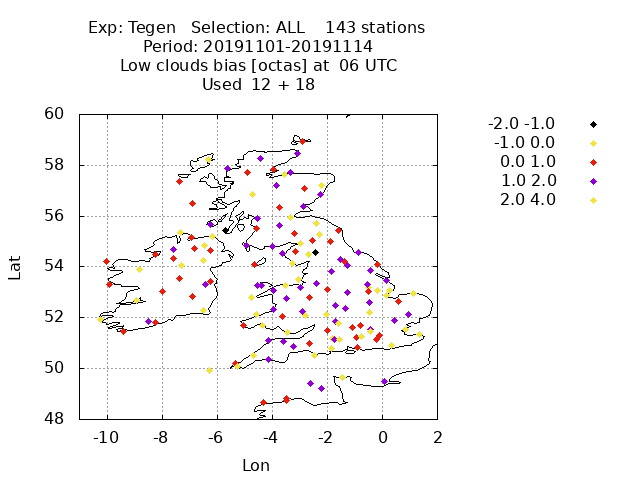 Exp: Tegen Selection: ALL 143 stations
Period: 20191101-20191114
Low clouds bias [octas] at 06 UTC
Used 12 + 18
-2.0 -1.0
-1.0 0.0
0.0 1.0
1.0 2.0
2.0 4.0
60
58
56
54
52
50
48
Lat
-10 -8 -6 -4 -2 0 2
Lon